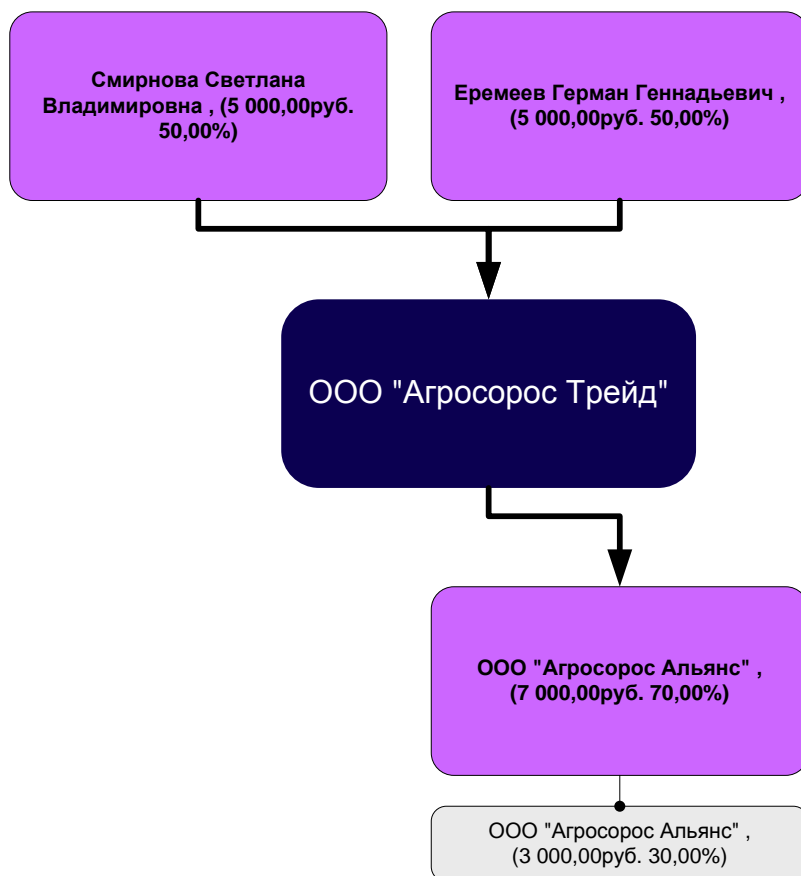 Смирнова Светлана
Владимировна , (5 000,00руб.
50,00%)
Еремеев Герман Геннадьевич ,
(5 000,00руб. 50,00%)
ООО "Агросорос Трейд"
ООО "Агросорос Альянс" ,
(7 000,00руб. 70,00%)
ООО "Агросорос Альянс" ,
(3 000,00руб. 30,00%)